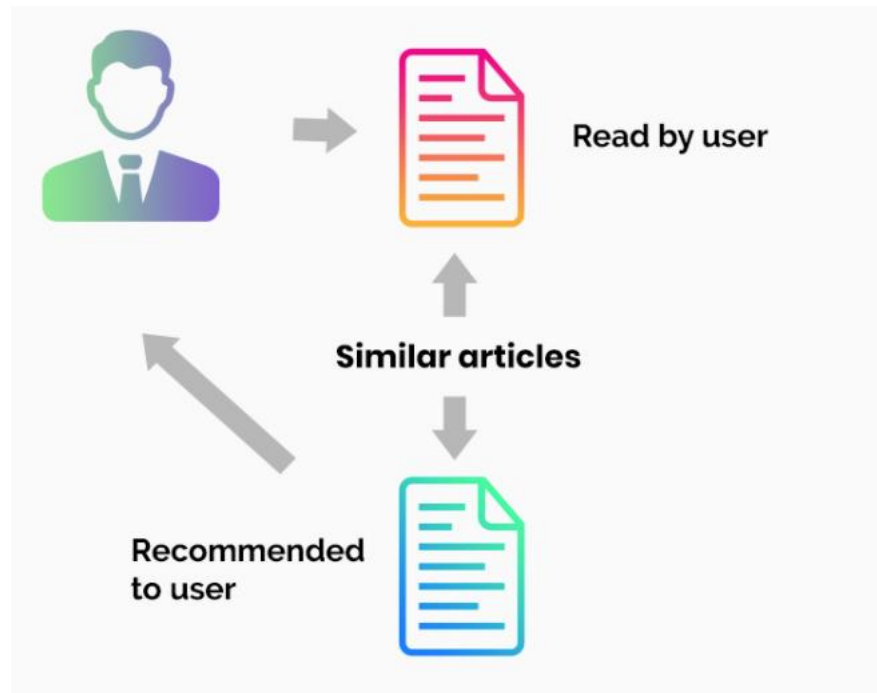 Read by user
Similar articles
Recommended
to user